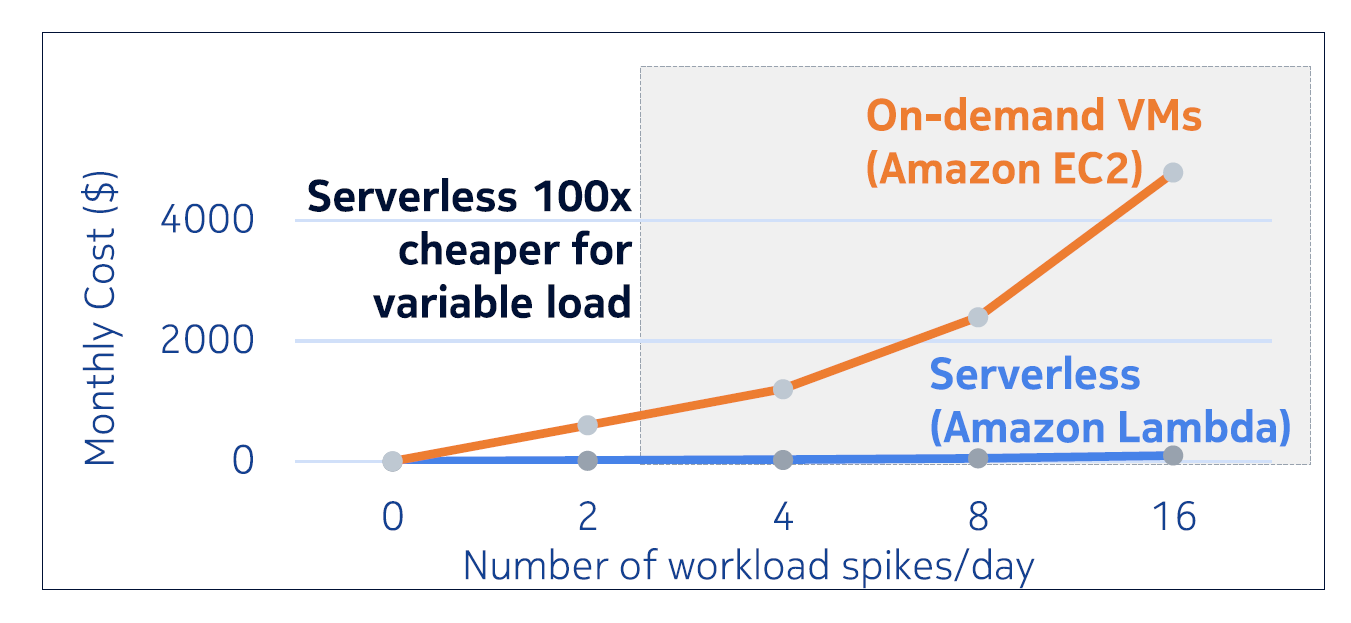 On-demand VMs
(Amazon EC2)
Serverless 100x
cheaper for
variable load
Monthly Cost ($)
4000
2000
0
Serverless
(Amazon Lambda)
0
2
4
8
16
Number of workload spikes/day